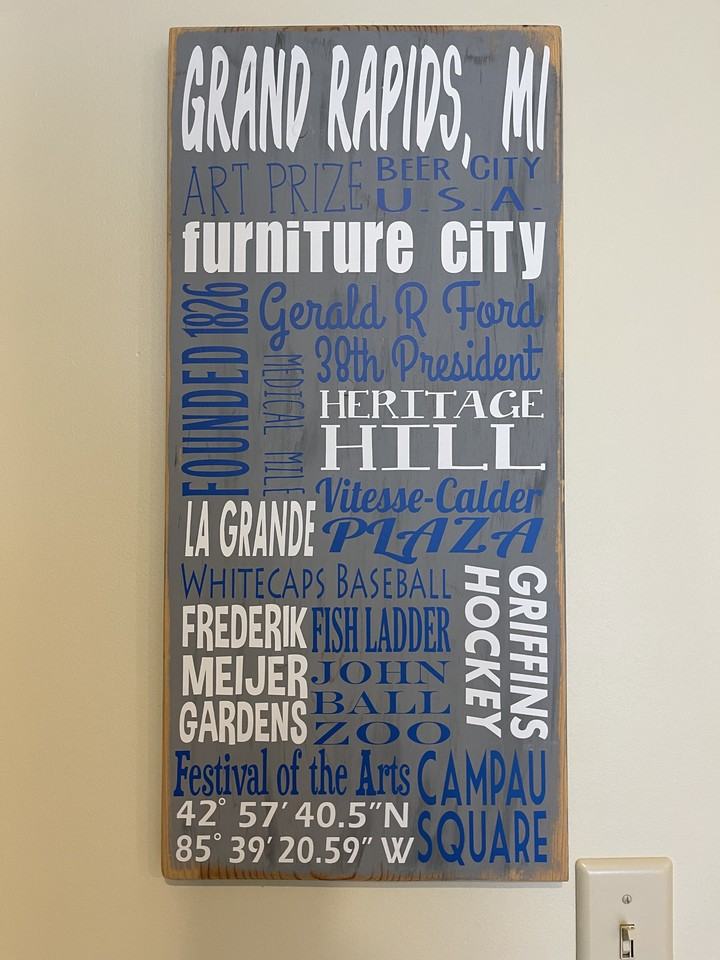 GRAND RAPIDS, MI
ART PRIZE
BEER CITY
U.S.A.
furniTure ciTy
FOUNDED 1826
Gerald R Ford
38th President
MEDICAL MILE
HERITAGE
HILL
Vitesse-Calder
PLAZA
LA GRANDE
WHITECAPS BASEBALL
GRIFFINS
HOCKEY
FREDERIK
MEIJER
GARDENS
FISH LADDER
JOHN
BALL
ZOO
Festival of the Arts
CAMPAU
SQUARE
42° 57' 40.5"N
85° 39' 20.59" W